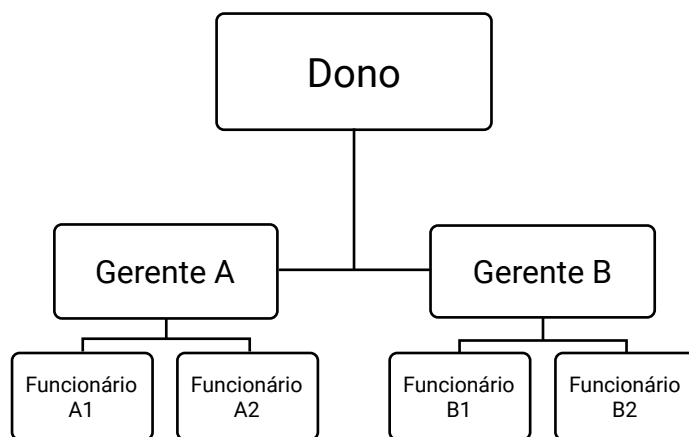 Dono
Gerente A
Gerente B
Funcionário
A1
Funcionário
A2
Funcionário
B1
Funcionário
B2